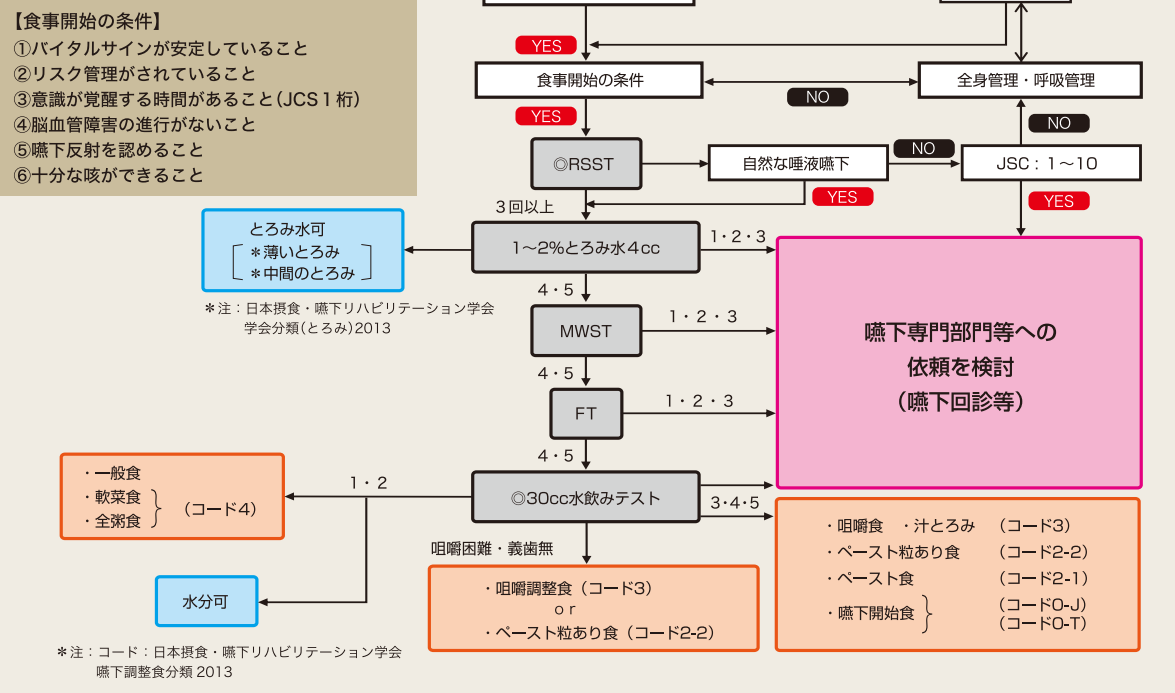 【食事開始の条件】
①バイタルサインが安定していること
②リスク管理がされていること
③意識が覚醒する時間があること(JCS1桁)
④脳血管障害の進行がないこと
⑤嚥下反射を認めること
⑥十分な咳ができること
YES
食事開始の条件
NO
全身管理・呼吸管理
YES
NO
◎RSST
自然な唾液嚥下
NO
JSC：1〜10
YES
YES
3回以上
とろみ水可
＊薄いとろみ
＊中間のとろみ
1〜2%とろみ水4cc
1・2・3
＊注：日本摂食・嚥下リハビリテーション学会
学会分類(とろみ)2013
4・5
MWST
1・2・3
嚥下専門部門等への
依頼を検討
(嚥下回診等)
4・5
FT
1・2・3
4・5
◎30cc水飲みテスト
1・2
・一般食
・軟菜食
・全粥食
(コード4)
3・4・5
水分可
咀嚼困難・義歯無
・咀嚼調整食(コード3)
or
・ペースト粒あり食(コード2-2)
・咀嚼食 ・汁とろみ (コード3)
・ペースト粒あり食 (コード2-2)
・ペースト食 (コード2-1)
・嚥下開始食
(コード0-J)
(コード0-T)
＊注：コード：日本摂食・嚥下リハビリテーション学会
嚥下調整食分類 2013